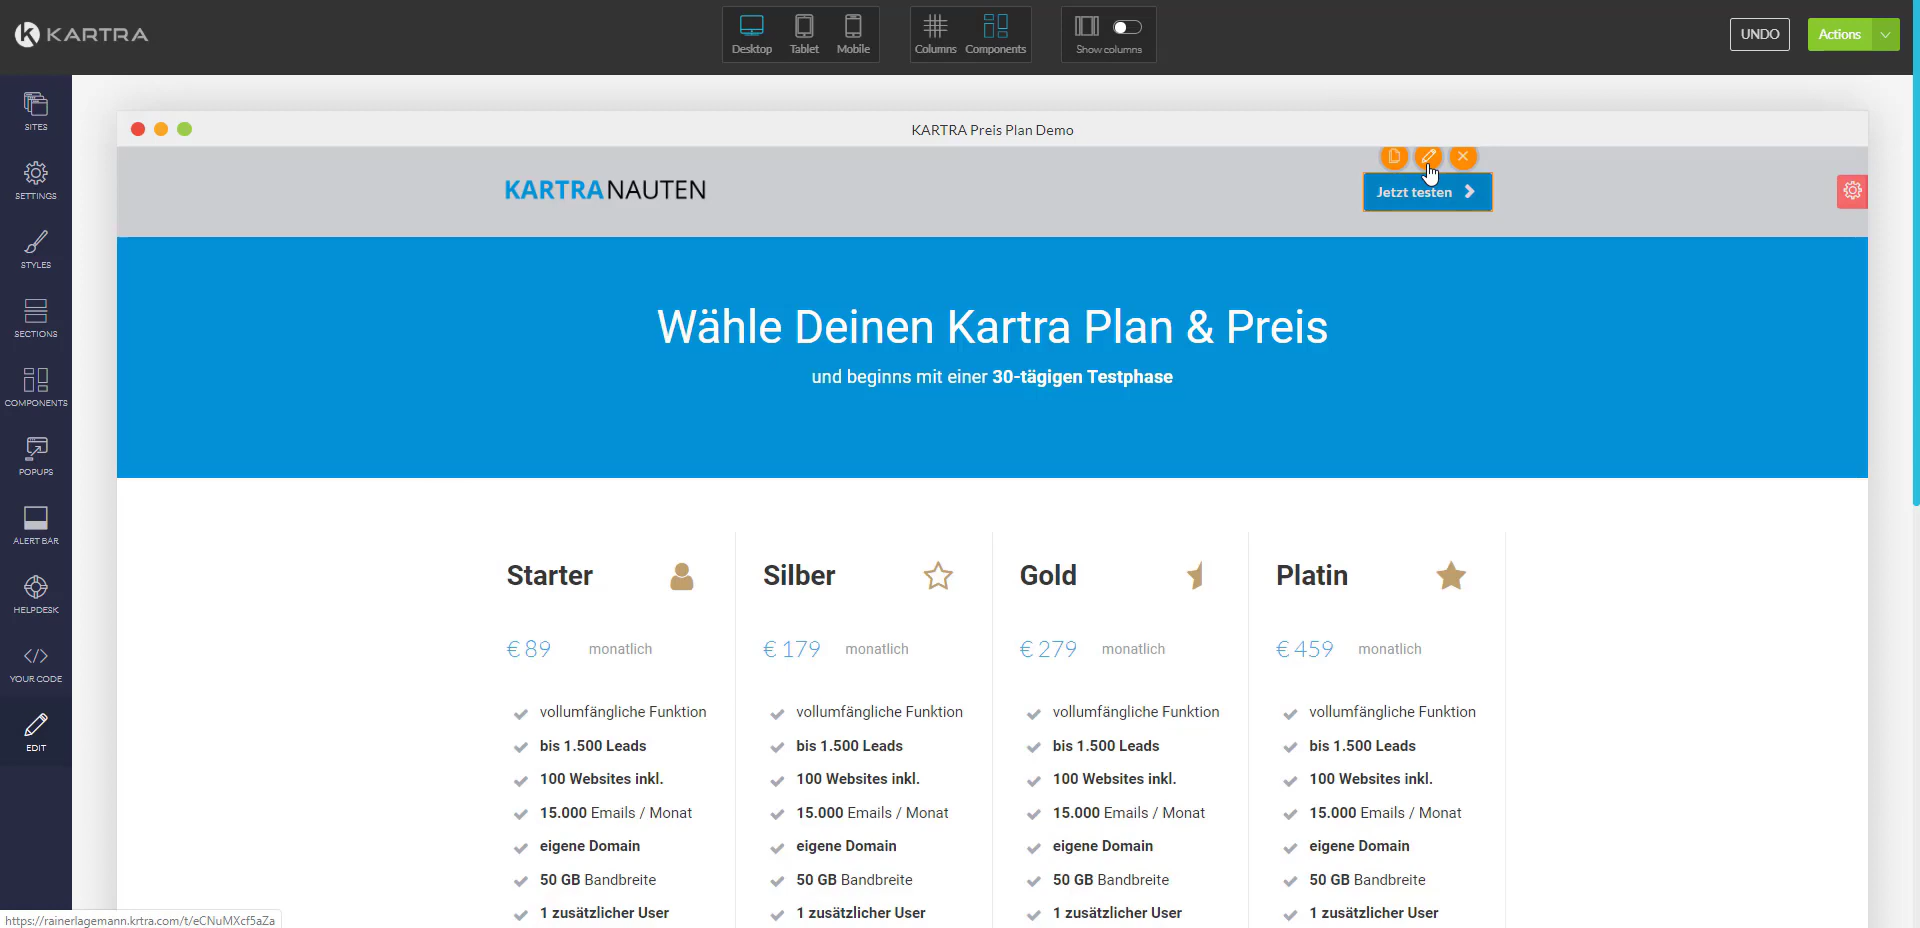 KARTRA
Desktop
Tablet
Mobile
Columns
Components
Show columns
UNDO
Actions
SITES
SETTINGS
STYLES
SECTIONS
COMPONENTS
POPUPS
ALERT BAR
HELPDESK
YOUR CODE
EDIT
KARTRA Preis Plan Demo
KARTRANAUTEN
Jetzt testen
Wähle Deinen Kartra Plan & Preis
und beginns mit einer 30-tägigen Testphase
Starter
€ 89 monatlich
vollumfängliche Funktion
bis 1.500 Leads
100 Websites inkl.
15.000 Emails / Monat
eigene Domain
50 GB Bandbreite
1 zusätzlicher User
Silber
€ 179 monatlich
vollumfängliche Funktion
bis 1.500 Leads
100 Websites inkl.
15.000 Emails / Monat
eigene Domain
50 GB Bandbreite
1 zusätzlicher User
Gold
€ 279 monatlich
vollumfängliche Funktion
bis 1.500 Leads
100 Websites inkl.
15.000 Emails / Monat
eigene Domain
50 GB Bandbreite
1 zusätzlicher User
Platin
€ 459 monatlich
vollumfängliche Funktion
bis 1.500 Leads
100 Websites inkl.
15.000 Emails / Monat
eigene Domain
50 GB Bandbreite
1 zusätzlicher User
https://rainerlagemann.krtra.com/t/eCNuMXcf5aZa